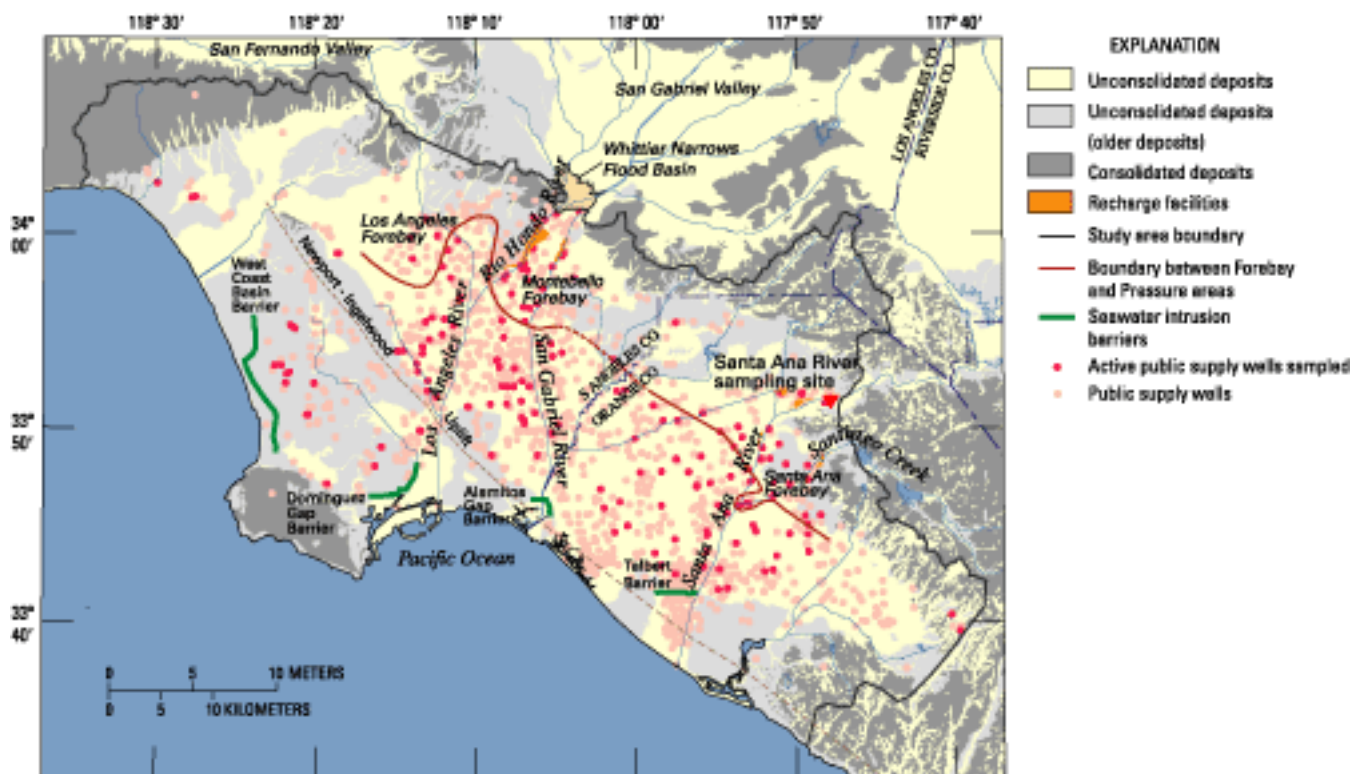 118° 30′
118° 20′
118° 10′
118° 00′
117° 50′
117° 40′
San Fernando Valley
San Gabriel Valley
LOS ANGELES CO.
RIVERSIDE CO.
Whittier Narrows
Flood Basin
34°
00′
Los Angeles
Forebay
Rio Hondo River
West
Coast
Basin
Barrier
Newport - Inglewood
Uplift
Montebello
Forebay
Los Angeles River
San Gabriel River
S ANGELES CO
ORANGE CO
Santa Ana River
sampling site
33°
50′
Santiago Creek
Santa Ana River
Santa Ana
Forebay
Dominguez
Gap
Barrier
Alamitos
Gap
Barrier
Pacific Ocean
Talbert
Barrier
33°
40′
0 5 10 METERS
0 5 10 KILOMETERS
EXPLANATION
Unconsolidated deposits
Unconsolidated deposits
(older deposits)
Consolidated deposits
Recharge facilities
Study area boundary
Boundary between Forebay
and Pressure areas
Seawater intrusion
barriers
Active public supply wells sampled
Public supply wells